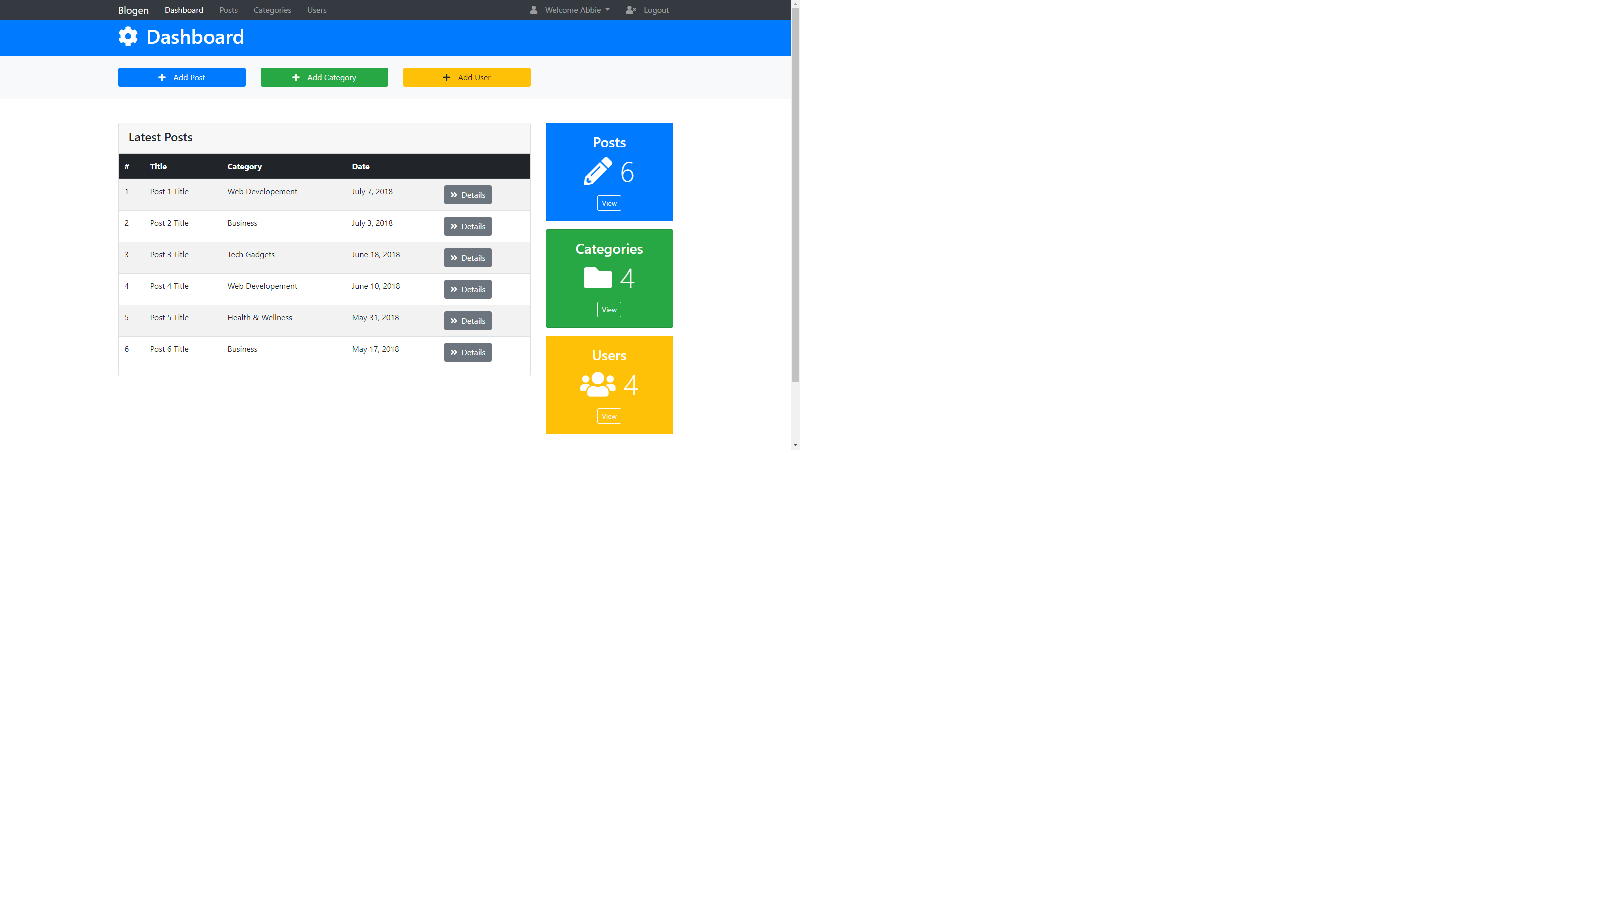 Blogen Dashboard Posts Categories Users Welcome Abbie Logout
Dashboard
Add Post Add Category Add User
Latest Posts
# Title Category Date
1 Post 1 Title Web Developement July 7, 2018 Details
2 Post 2 Title Business July 3, 2018 Details
3 Post 3 Title Tech Gadgets June 18, 2018 Details
4 Post 4 Title Web Developement June 10, 2018 Details
5 Post 5 Title Health & Wellness May 31, 2018 Details
6 Post 6 Title Business May 17, 2018 Details
Posts
6
View
Categories
4
View
Users
4
View